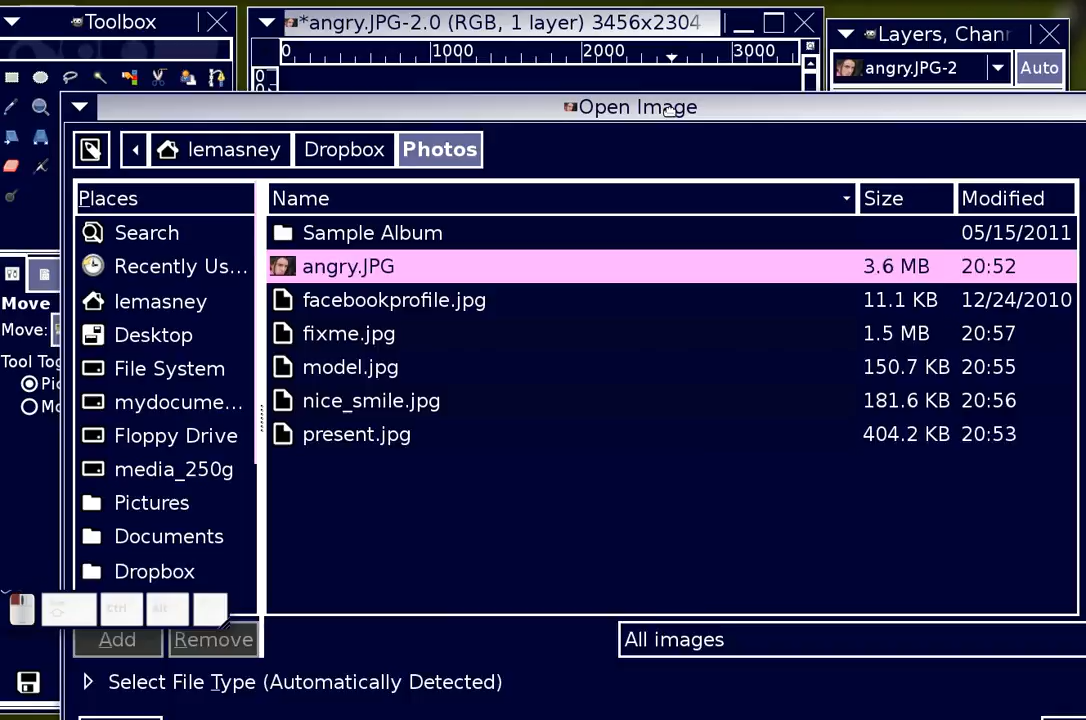 Toolbox
*angry.JPG-2.0 (RGB, 1 layer) 3456x2304
0 1000 2000 3000
0
Layers, Chann
angry.JPG-2 Auto
Open Image
lemasney Dropbox Photos
Places
Name Size Modified
Search
Recently Us...
lemasney
Desktop
File System
mydocume...
Floppy Drive
media_250g
Pictures
Documents
Dropbox
Sample Album 05/15/2011
angry.JPG 3.6 MB 20:52
facebookprofile.jpg 11.1 KB 12/24/2010
fixme.jpg 1.5 MB 20:57
model.jpg 150.7 KB 20:55
nice_smile.jpg 181.6 KB 20:56
present.jpg 404.2 KB 20:53
Move
Move:
Tool Tog
Pic
Mo
Ctrl Alt
Add Remove
All images
Select File Type (Automatically Detected)